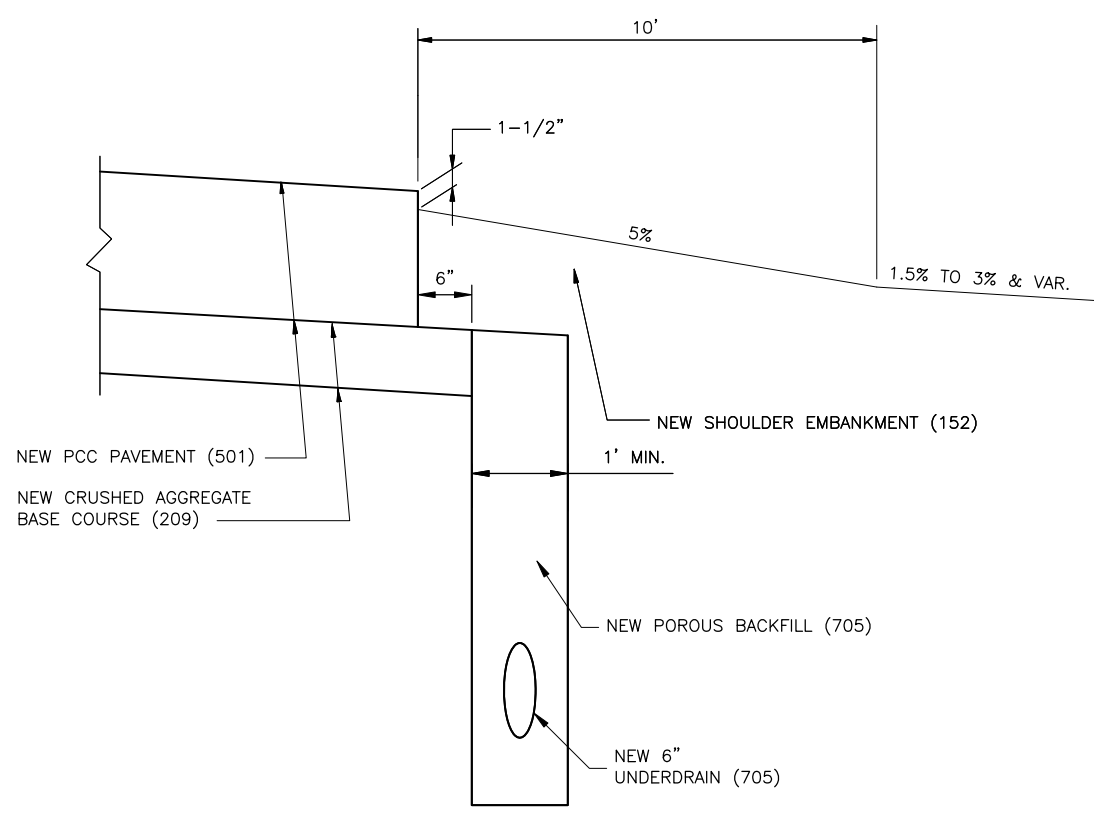 10'
1-1/2"
5%
1.5% TO 3% & VAR.
6"
NEW SHOULDER EMBANKMENT (152)
NEW PCC PAVEMENT (501)
1' MIN.
NEW CRUSHED AGGREGATE
BASE COURSE (209)
NEW POROUS BACKFILL (705)
NEW 6"
UNDERDRAIN (705)